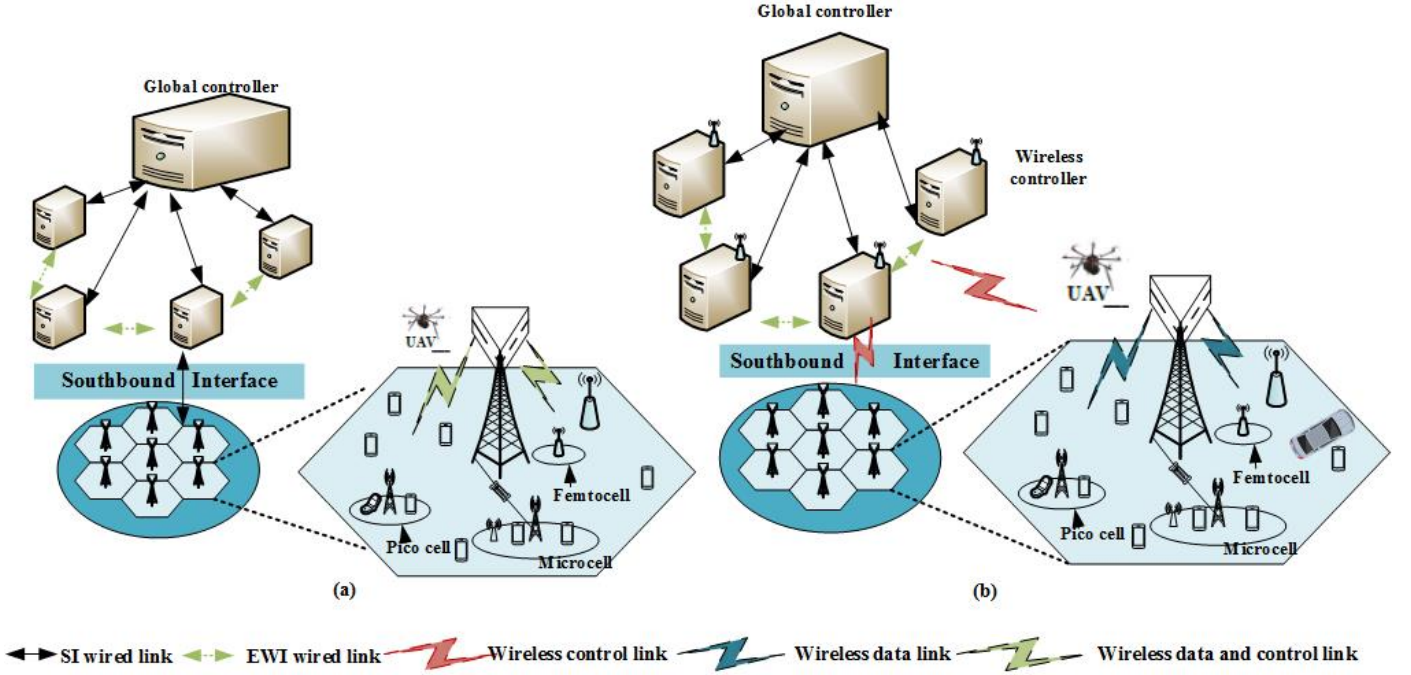 Global controller
UAV
Southbound Interface
Femtocell
Pico cell
Microcell
(a)
Global controller
Wireless
controller
UAV
Southbound Interface
Femtocell
Pico cell
Microcell
(b)
SI wired link
EWI wired link
Wireless control link
Wireless data link
Wireless data and control link